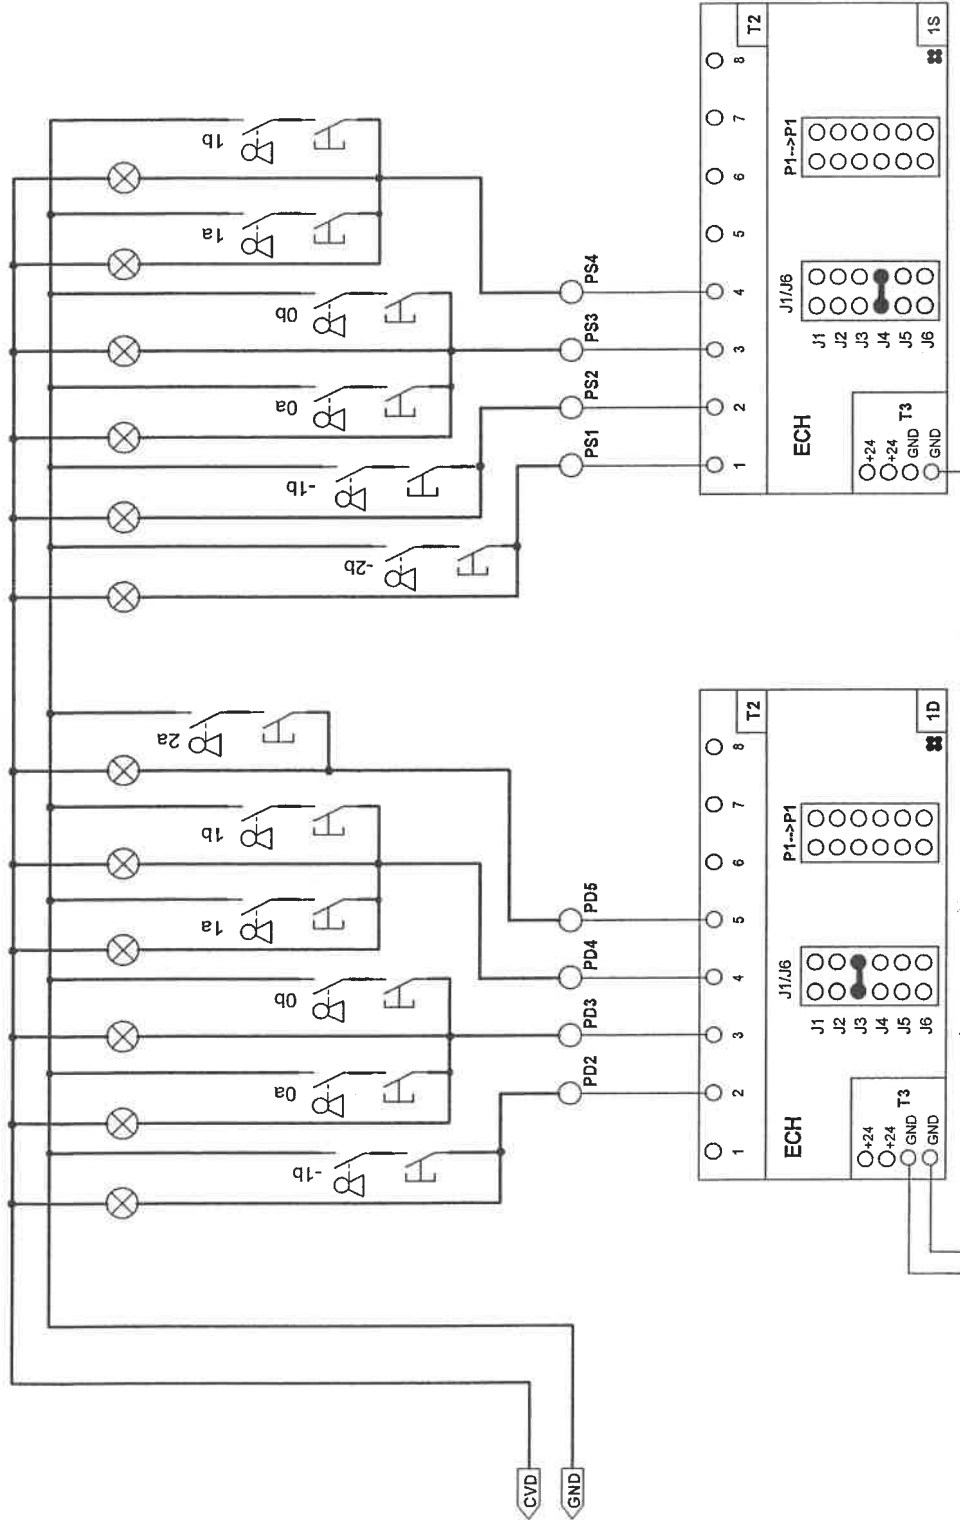 CVD
GND
-1b
0a
0b
1a
1b
2a
-2b
-1b
0a
0b
1a
1b
PD2
PD3
PD4
PD5
PS1
PS2
PS3
PS4
1 2 3 4 5 6 7 8
T2
ECH
J1/J6
P1-->P1
J1
J2
J3
J4
J5
J6
+24
+24
GND
GND
T3
1D
1 2 3 4 5 6 7 8
T2
ECH
J1/J6
P1-->P1
J1
J2
J3
J4
J5
J6
+24
+24
GND
GND
T3
1S